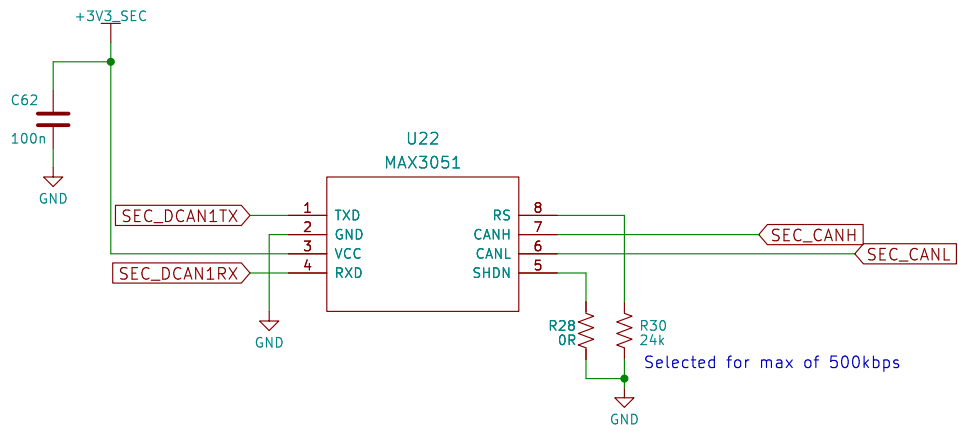 +3V3_SEC
C62
100n
GND
U22
MAX3051
SEC_DCAN1TX 1 TXD RS 8
2 GND CANH 7 SEC_CANH
3 VCC CANL 6 SEC_CANL
SEC_DCAN1RX 4 RXD SHDN 5
GND
R28 R30
0R 24k
Selected for max of 500kbps
GND